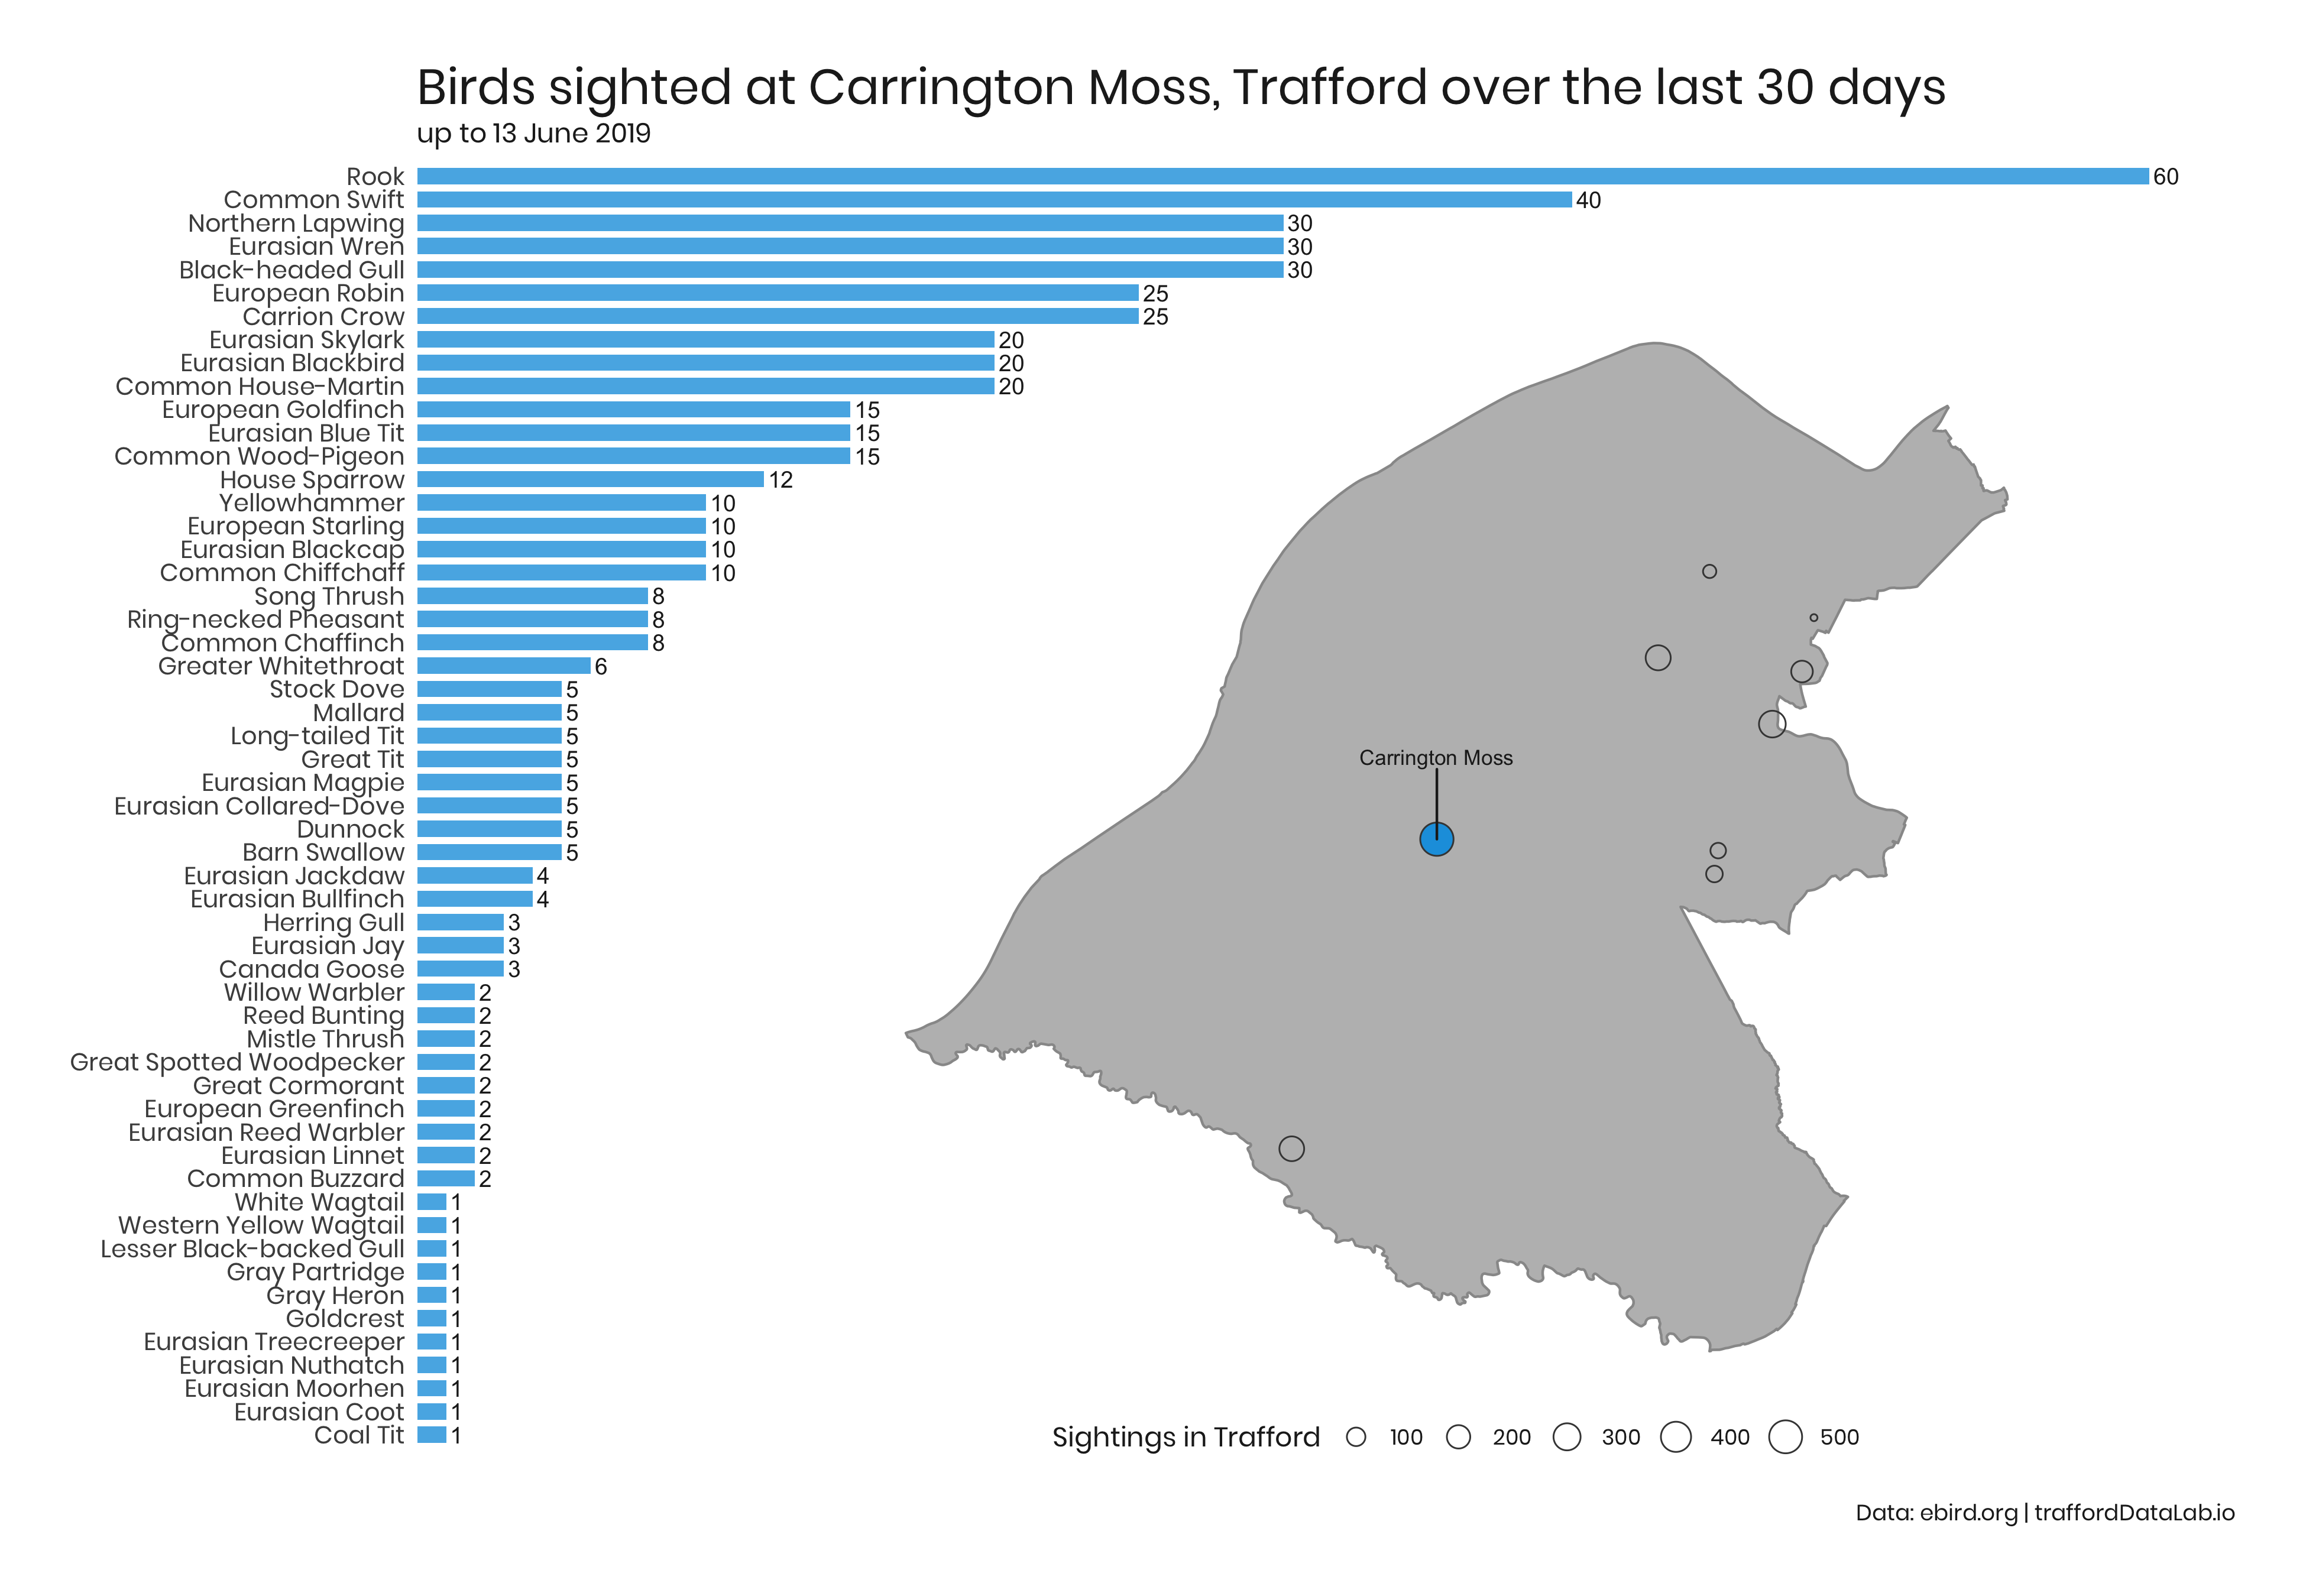 Birds sighted at Carrington Moss, Trafford over the last 30 days
up to 13 June 2019
Rook 60
Common Swift 40
Northern Lapwing 30
Eurasian Wren 30
Black-headed Gull 30
European Robin 25
Carrion Crow 25
Eurasian Skylark 20
Eurasian Blackbird 20
Common House-Martin 20
European Goldfinch 15
Eurasian Blue Tit 15
Common Wood-Pigeon 15
House Sparrow 12
Yellowhammer 10
European Starling 10
Eurasian Blackcap 10
Common Chiffchaff 10
Song Thrush 8
Ring-necked Pheasant 8
Common Chaffinch 8
Greater Whitethroat 6
Stock Dove 5
Mallard 5
Long-tailed Tit 5
Great Tit 5
Eurasian Magpie 5
Eurasian Collared-Dove 5
Dunnock 5
Barn Swallow 5
Eurasian Jackdaw 4
Eurasian Bullfinch 4
Herring Gull 3
Eurasian Jay 3
Canada Goose 3
Willow Warbler 2
Reed Bunting 2
Mistle Thrush 2
Great Spotted Woodpecker 2
Great Cormorant 2
European Greenfinch 2
Eurasian Reed Warbler 2
Eurasian Linnet 2
Common Buzzard 2
White Wagtail 1
Western Yellow Wagtail 1
Lesser Black-backed Gull 1
Gray Partridge 1
Gray Heron 1
Goldcrest 1
Eurasian Treecreeper 1
Eurasian Nuthatch 1
Eurasian Moorhen 1
Eurasian Coot 1
Coal Tit 1
Carrington Moss
Sightings in Trafford 100 200 300 400 500
Data: ebird.org | traffordDataLab.io